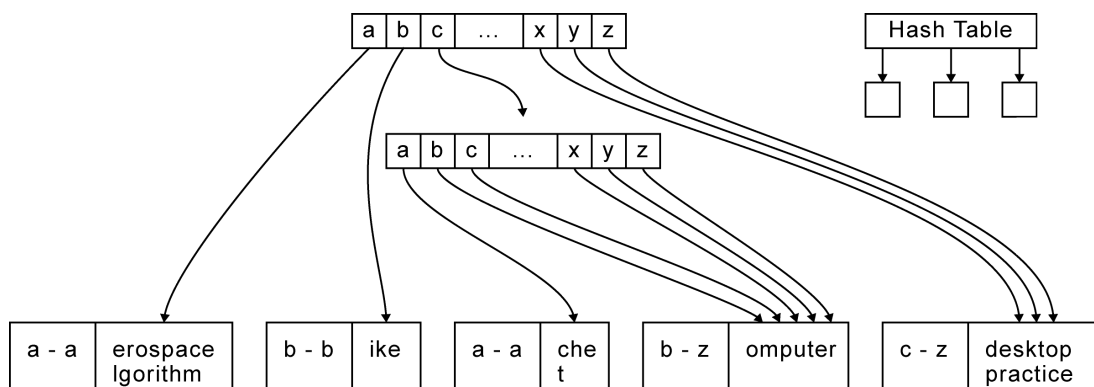 a b c ... x y z
Hash Table
a b c ... x y z
a - a
erospace
lgorithm
b - b
ike
a - a
che
t
b - z
omputer
c - z
desktop
practice